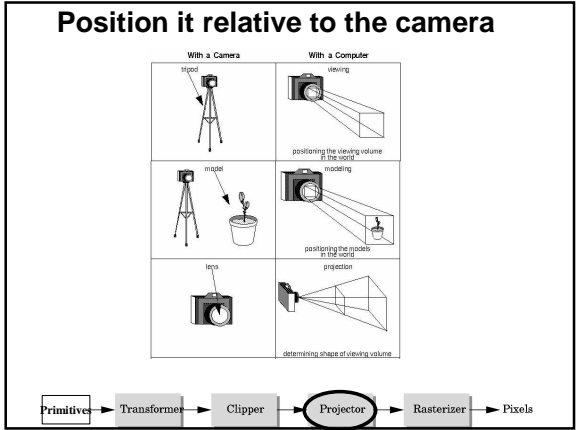 Position it relative to the camera
With a Camera
With a Computer
tripod
viewing
positioning the viewing volume
in the world
model
modeling
positioning the models
in the world
lens
projection
determining shape of viewing volume
Primitives Transformer Clipper Projector Rasterizer Pixels